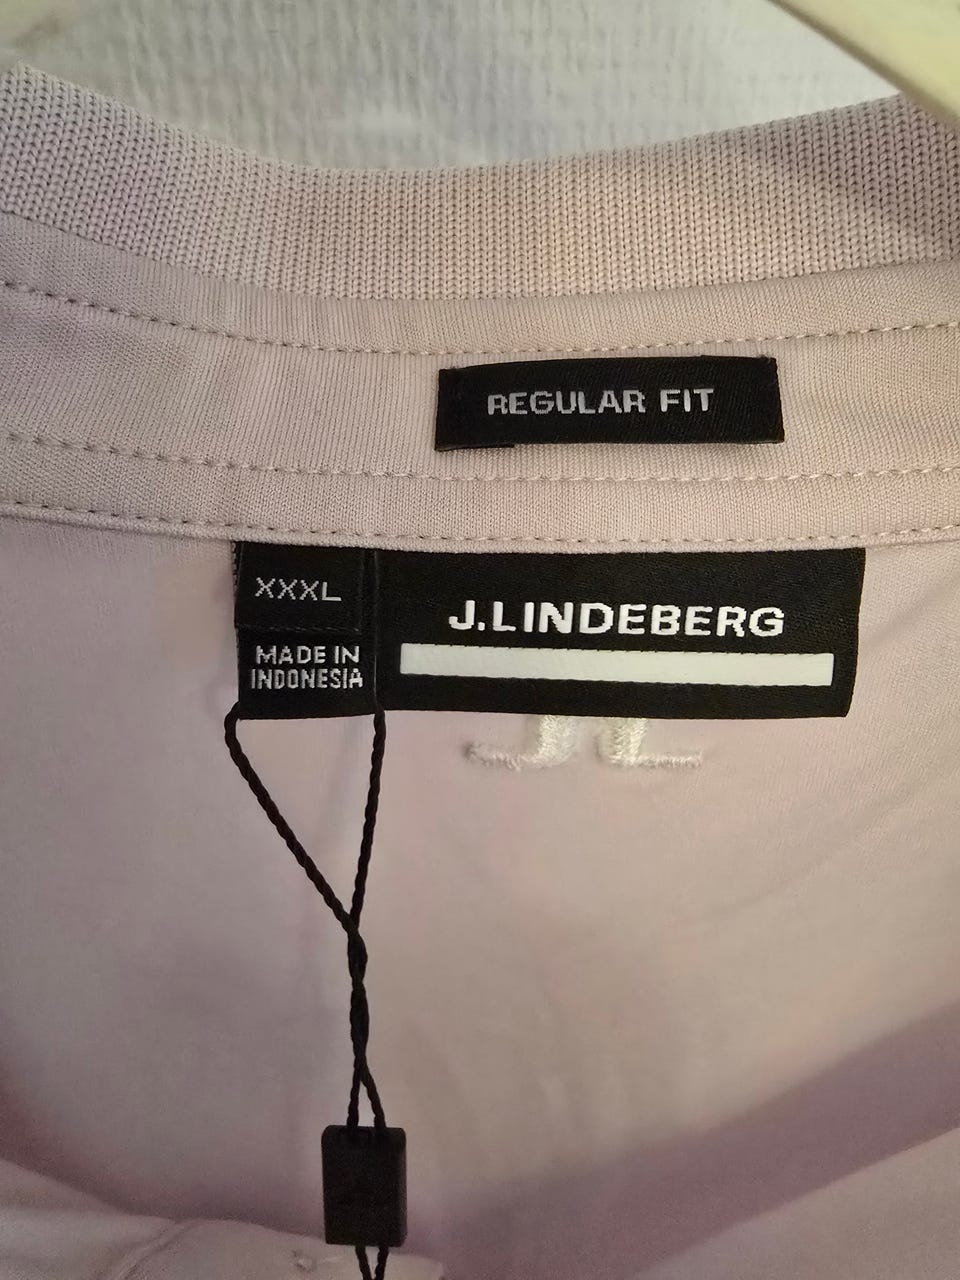 REGULAR FIT
XXXL
J.LINDEBERG
MADE IN
INDONESIA